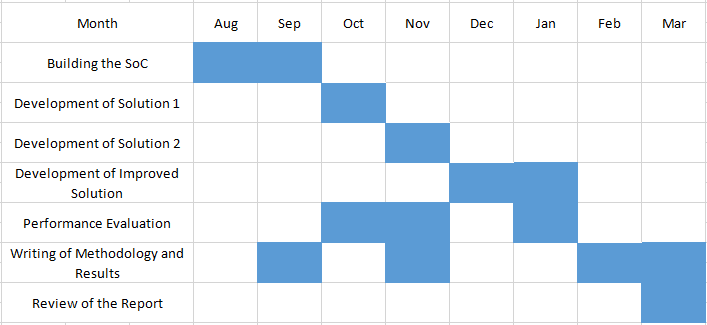 Month Aug Sep Oct Nov Dec Jan Feb Mar
Building the SoC
Development of Solution 1
Development of Solution 2
Development of Improved
Solution
Performance Evaluation
Writing of Methodology and
Results
Review of the Report